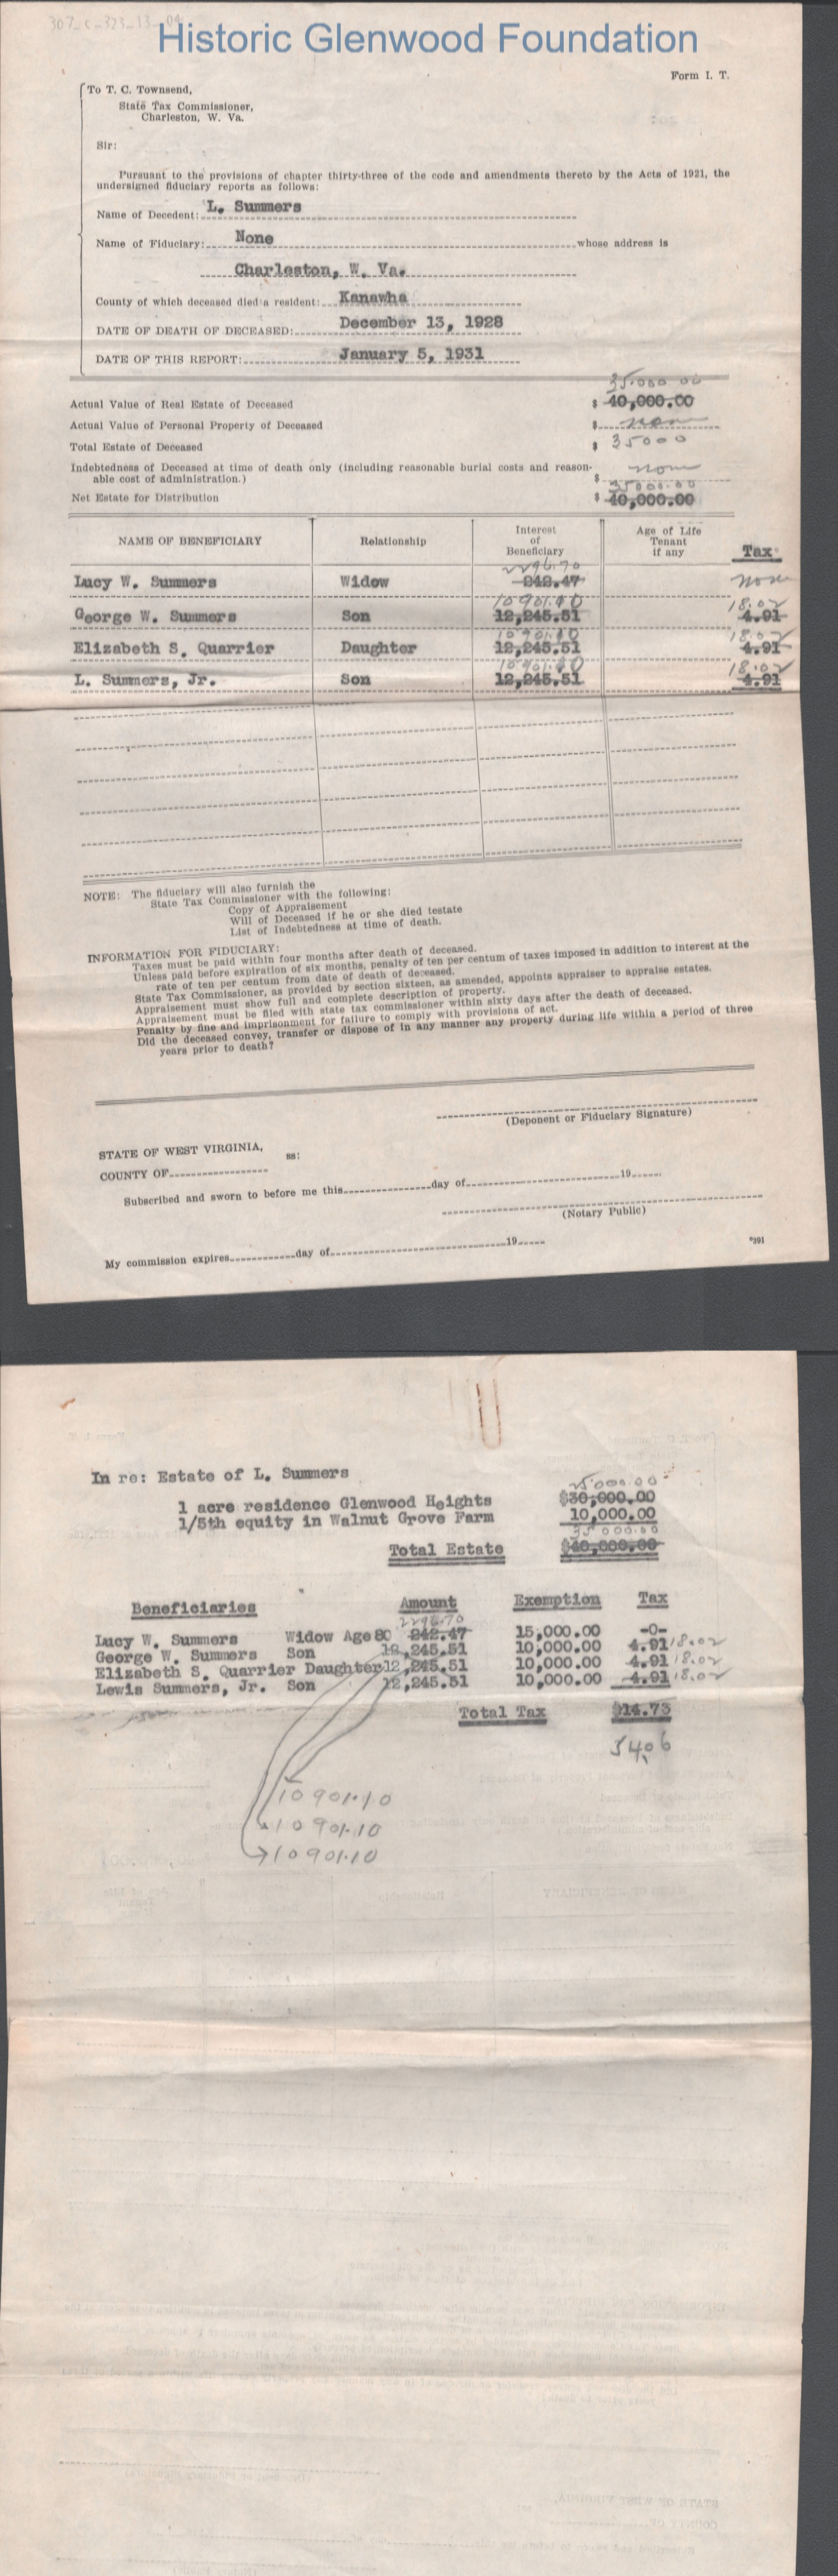 307_c_323_13_04
Historic Glenwood Foundation
Form I. T.
To T. C. Townsend,
State Tax Commissioner,
Charleston, W. Va.
Sir:
Pursuant to the provisions of chapter thirty-three of the code and amendments thereto by the Acts of 1921, the
undersigned fiduciary reports as follows:
Name of Decedent: L. Summers
Name of Fiduciary: None whose address is
Charleston, W. Va.
County of which deceased died a resident: Kanawha
DATE OF DEATH OF DECEASED: December 13, 1928
DATE OF THIS REPORT: January 5, 1931
35.000 00
Actual Value of Real Estate of Deceased $ 40,000.00
Actual Value of Personal Property of Deceased $ none
Total Estate of Deceased $ 35000
Indebtedness of Deceased at time of death only (including reasonable burial costs and reason-
able cost of administration.) $ none
35000.00
Net Estate for Distribution $ 40,000.00
NAME OF BENEFICIARY Relationship Interest of Beneficiary Age of Life Tenant if any Tax
2296.70
Lucy W. Summers Widow 242.47 none
10901.10 18.02
George W. Summers Son 12,245.51 4.91
10901.10 18.02
Elizabeth S. Quarrier Daughter 12,245.51 4.91
10901.10 18.02
L. Summers, Jr. Son 12,245.51 4.91
NOTE: The fiduciary will also furnish the
State Tax Commissioner with the following:
Copy of Appraisement
Will of Deceased if he or she died testate
List of Indebtedness at time of death.
INFORMATION FOR FIDUCIARY:
Taxes must be paid within four months after death of deceased.
Unless paid before expiration of six months, penalty of ten per centum of taxes imposed in addition to interest at the
rate of ten per centum from date of death of deceased.
State Tax Commissioner, as provided by section sixteen, as amended, appoints appraiser to appraise estates.
Appraisement must show full and complete description of property.
Appraisement must be filed with state tax commissioner within sixty days after the death of deceased.
Penalty by fine and imprisonment for failure to comply with provisions of act.
Did the deceased convey, transfer or dispose of in any manner any property during life within a period of three
years prior to death?
(Deponent or Fiduciary Signature)
STATE OF WEST VIRGINIA,
ss:
COUNTY OF
Subscribed and sworn to before me this day of 19
(Notary Public)
My commission expires day of 19
*391
In re: Estate of L. Summers
25000.00
1 acre residence Glenwood Heights $30,000.00
1/5th equity in Walnut Grove Farm 10,000.00
35000.00
Total Estate $40,000.00
Beneficiaries Amount Exemption Tax
2296.70
Lucy W. Summers Widow Age 80 242.47 15,000.00 -0-
George W. Summers Son 12,245.51 10,000.00 4.91 18.02
Elizabeth S. Quarrier Daughter 12,245.51 10,000.00 4.91 18.02
Lewis Summers, Jr. Son 12,245.51 10,000.00 4.91 18.02
Total Tax $14.73
54.06
10901.10
10901.10
10901.10